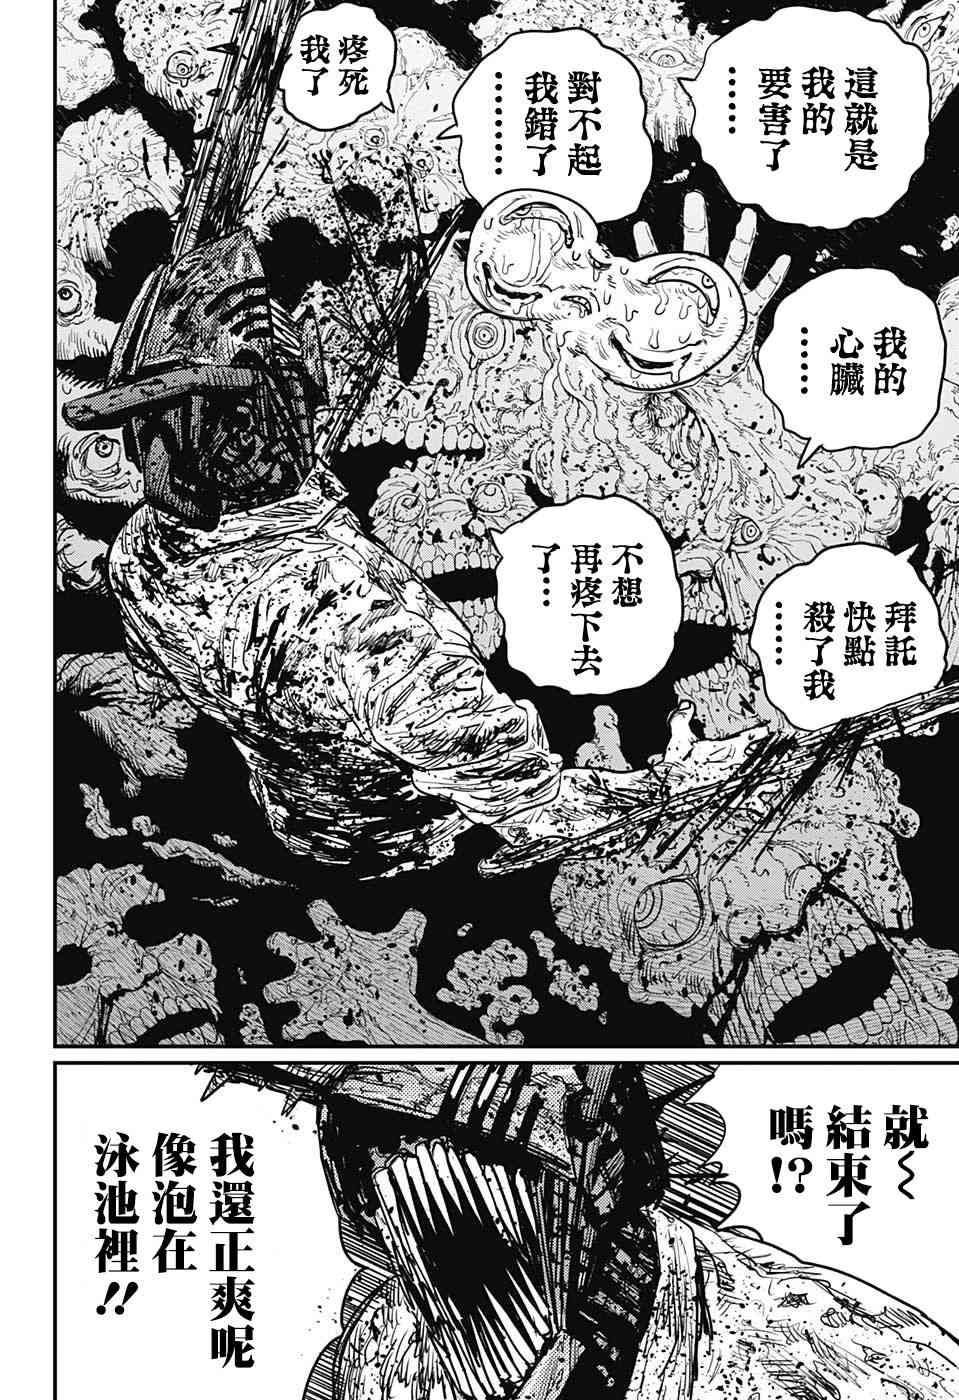 這就是
我的
要害了
……
對不起
我錯了
………
疼死
我了
我的
心臟
……
拜託
快點
殺了我
……
不想
再疼下去
了…
就～
結束了
嗎!?
我還正爽呢
像泡在
泳池裡!!